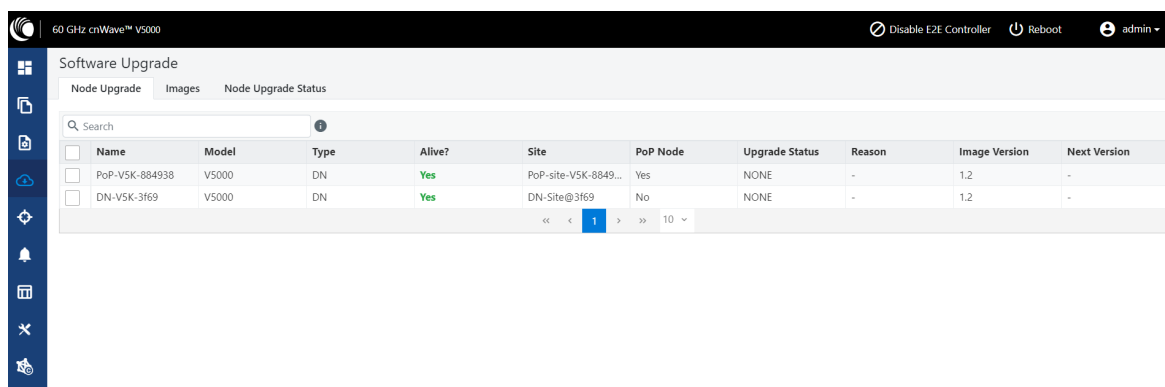 60 GHz cnWave™ V5000 Disable E2E Controller Reboot admin
Software Upgrade
Node Upgrade Images Node Upgrade Status
Search
Name Model Type Alive? Site PoP Node Upgrade Status Reason Image Version Next Version
PoP-V5K-884938 V5000 DN Yes PoP-site-V5K-8849... Yes NONE - 1.2 -
DN-V5K-3f69 V5000 DN Yes DN-Site@3f69 No NONE - 1.2 -
« ‹ 1 › » 10